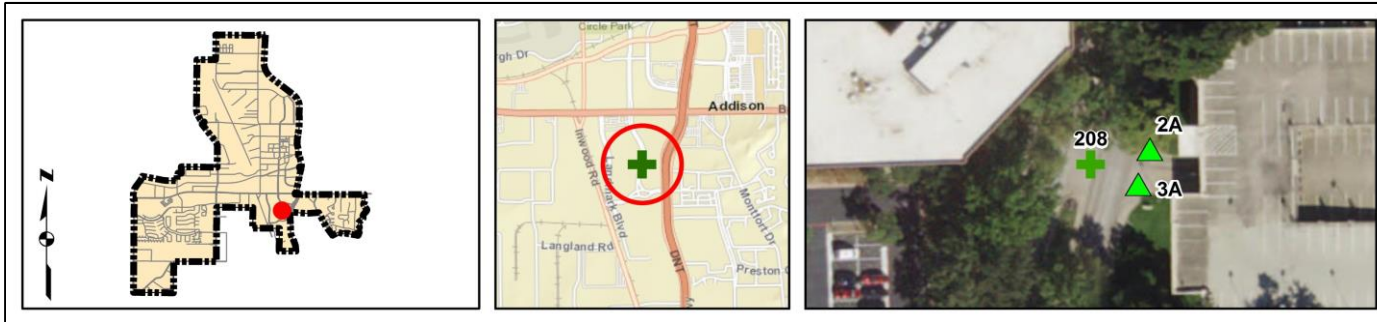 N
Circle Park
gh Dr
Addison
B
Inwood Rd
Landmark Blvd
Montfort Dr
Langland Rd
DNT
Preston
y
208
2A
3A